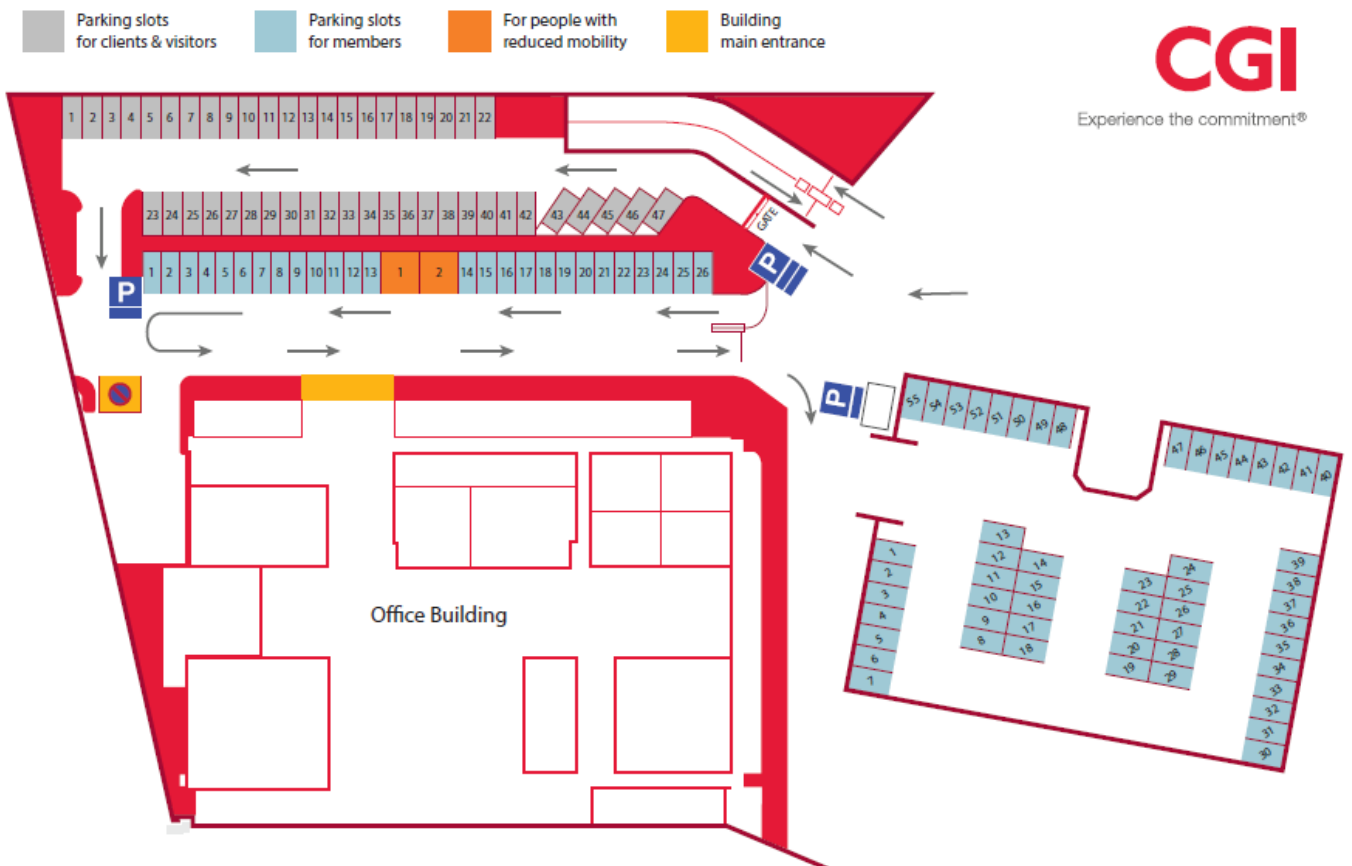 Parking slots
for clients & visitors
Parking slots
for members
For people with
reduced mobility
Building
main entrance
CGI
Experience the commitment®
1 2 3 4 5 6 7 8 9 10 11 12 13 14 15 16 17 18 19 20 21 22
23 24 25 26 27 28 29 30 31 32 33 34 35 36 37 38 39 40 41 42 43 44 45 46 47
GATE
P
1 2 3 4 5 6 7 8 9 10 11 12 13 1 2 14 15 16 17 18 19 20 21 22 23 24 25 26
P
P
55 54 53 52 51 50 49 48
47 46 45 44 43 42 41 40
1
2
3
4
5
6
7
13
12
11
10
9
8
14
15
16
17
18
23
22
21
20
19
24
25
26
27
28
29
39
38
37
36
35
34
33
32
31
30
Office Building